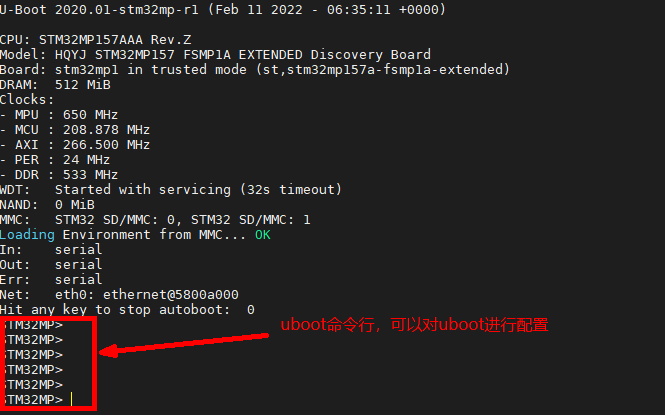 U-Boot 2020.01-stm32mp-r1 (Feb 11 2022 - 06:35:11 +0000)
CPU: STM32MP157AAA Rev.Z
Model: HQYJ STM32MP157 FSMP1A EXTENDED Discovery Board
Board: stm32mp1 in trusted mode (st,stm32mp157a-fsmp1a-extended)
DRAM:  512 MiB
Clocks:
- MPU : 650 MHz
- MCU : 208.878 MHz
- AXI : 266.500 MHz
- PER : 24 MHz
- DDR : 533 MHz
WDT:   Started with servicing (32s timeout)
NAND:  0 MiB
MMC:   STM32 SD/MMC: 0, STM32 SD/MMC: 1
Loading Environment from MMC... OK
In:    serial
Out:   serial
Err:   serial
Net:   eth0: ethernet@5800a000
Hit any key to stop autoboot:  0
STM32MP>
uboot命令行，可以对uboot进行配置
STM32MP>
STM32MP>
STM32MP>
STM32MP>
STM32MP>